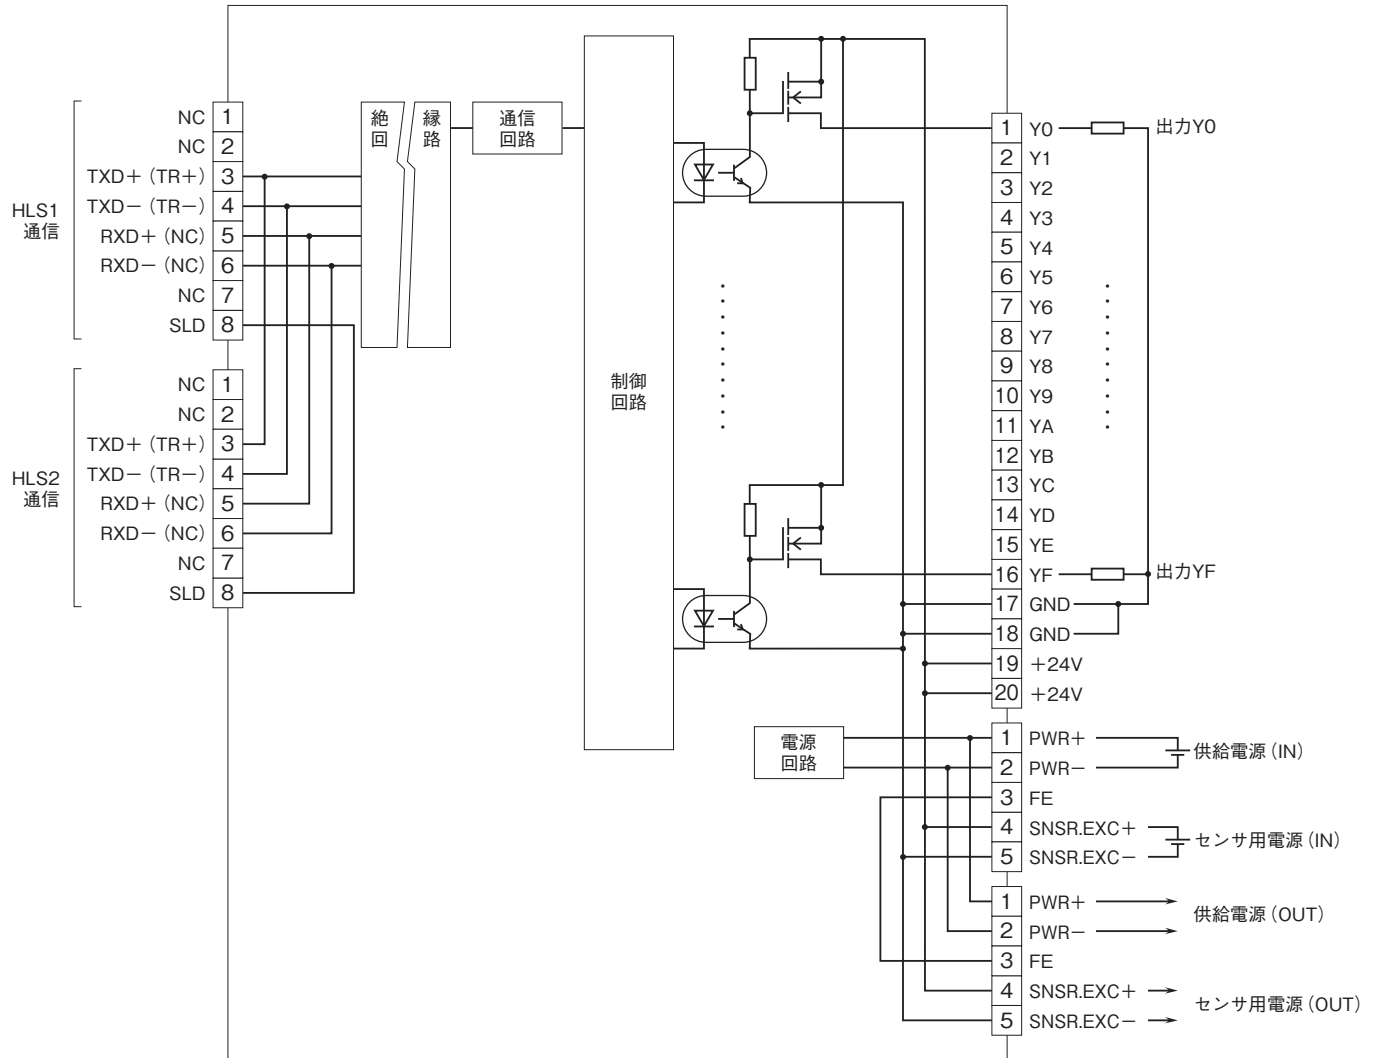 HLS1
通信
NC 1
NC 2
TXD＋(TR＋) 3
TXD－(TR－) 4
RXD＋(NC) 5
RXD－(NC) 6
NC 7
SLD 8
HLS2
通信
NC 1
NC 2
TXD＋(TR＋) 3
TXD－(TR－) 4
RXD＋(NC) 5
RXD－(NC) 6
NC 7
SLD 8
絶縁
回路
通信
回路
制御
回路
電源
回路
1 Y0 出力Y0
2 Y1
3 Y2
4 Y3
5 Y4
6 Y5
7 Y6
8 Y7
9 Y8
10 Y9
11 YA
12 YB
13 YC
14 YD
15 YE
16 YF 出力YF
17 GND
18 GND
19 ＋24V
20 ＋24V
1 PWR＋
2 PWR－
供給電源(IN)
3 FE
4 SNSR.EXC＋
5 SNSR.EXC－
センサ用電源(IN)
1 PWR＋
2 PWR－
供給電源(OUT)
3 FE
4 SNSR.EXC＋
5 SNSR.EXC－
センサ用電源(OUT)